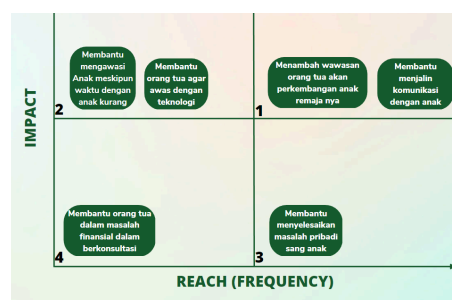 Membantu
mengawasi
Anak meskipun
waktu dengan
anak kurang
Membantu
orang tua agar
awas dengan
teknologi
Menambah wawasan
orang tua akan
perkembangan anak
remaja nya
Membantu
menjalin
komunikasi
dengan anak
IMPACT
2
1
Membantu orang tua
dalam masalah
finansial dalam
berkonsultasi
Membantu
menyelesaikan
masalah pribadi
sang anak
4
3
REACH (FREQUENCY)